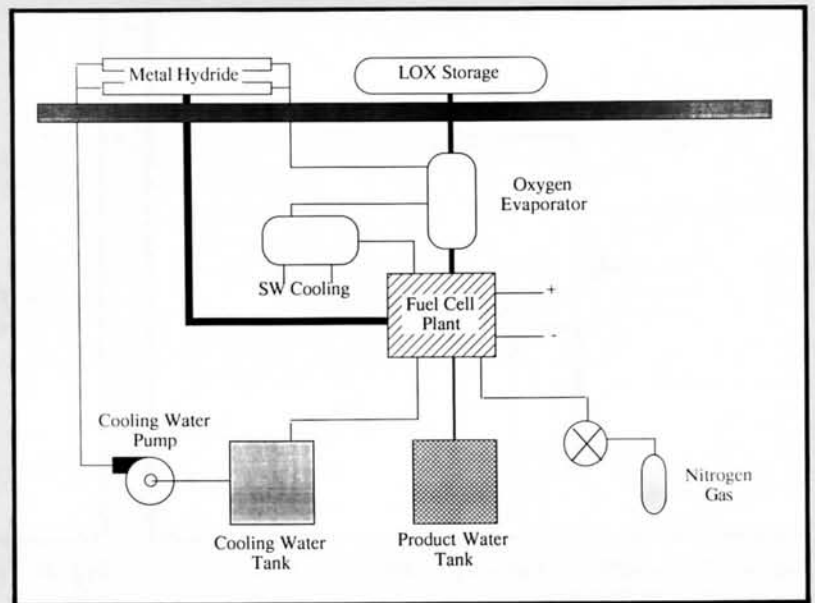 Metal Hydride
LOX Storage
Oxygen
Evaporator
SW Cooling
Fuel Cell
Plant
+
-
Cooling Water
Pump
Cooling Water
Tank
Product Water
Tank
Nitrogen
Gas